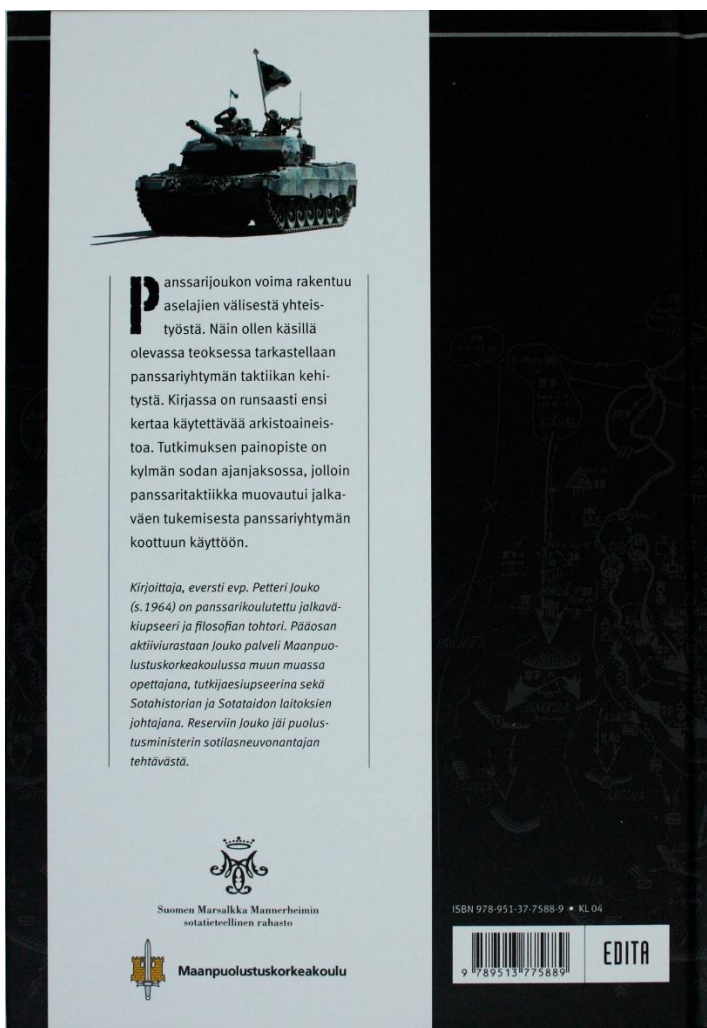 Panssarijoukon voima rakentuu
aselajien välisestä yhteis-
työstä. Näin ollen käsillä
olevassa teoksessa tarkastellaan
panssariyhtymän taktiikan kehi-
tystä. Kirjassa on runsaasti ensi
kertaa käytettävää arkistoaineis-
toa. Tutkimuksen painopiste on
kylmän sodan ajanjaksossa, jolloin
panssaritaktiikka muovautui jalka-
väen tukemisesta panssariyhtymän
koottuun käyttöön.
Kirjoittaja, eversti evp. Petteri Jouko
(s.1964) on panssarikoulutettu jalkavä-
kiupseeri ja filosofian tohtori. Pääosan
aktiiviurastaan Jouko palveli Maanpuo-
lustuskorkeakoulussa muun muassa
opettajana, tutkijaesiupseerina sekä
Sotahistorian ja Sotataidon laitoksien
johtajana. Reserviin Jouko jäi puolus-
tusministerin sotilasneuvonantajan
tehtävästä.
Suomen Marsalkka Mannerheimin
sotatieteellinen rahasto
Maanpuolustuskorkeakoulu
ISBN 978-951-37-7588-9 ▪ KL 04
9 789513 775889
EDITA